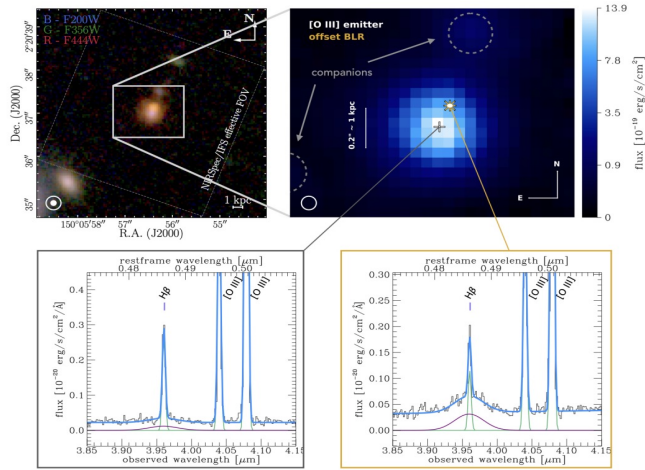 B - F200W
G - F356W
R - F444W
N
E
2°20′39″
38″
37″
36″
35″
Dec. (J2000)
NIRSpec/IFS effective FOV
1 kpc
150°05′58″
57″
56″
55″
R.A. (J2000)
[O III] emitter
offset BLR
companions
0.2" ~ 1 kpc
N
E
13.9
7.8
3.5
0.9
0
flux [10⁻¹⁹ erg/s/cm²]
restframe wavelength [μm]
0.48 0.49 0.50
Hβ
[O III]
[O III]
0.4
0.3
0.2
0.1
0.0
flux [10⁻²⁰ erg/s/cm²/Å]
3.85 3.90 3.95 4.00 4.05 4.10 4.15
observed wavelength [μm]
restframe wavelength [μm]
0.48 0.49 0.50
Hβ
[O III]
[O III]
0.30
0.25
0.20
0.15
0.10
0.05
0.00
flux [10⁻²⁰ erg/s/cm²/Å]
3.85 3.90 3.95 4.00 4.05 4.10 4.15
observed wavelength [μm]